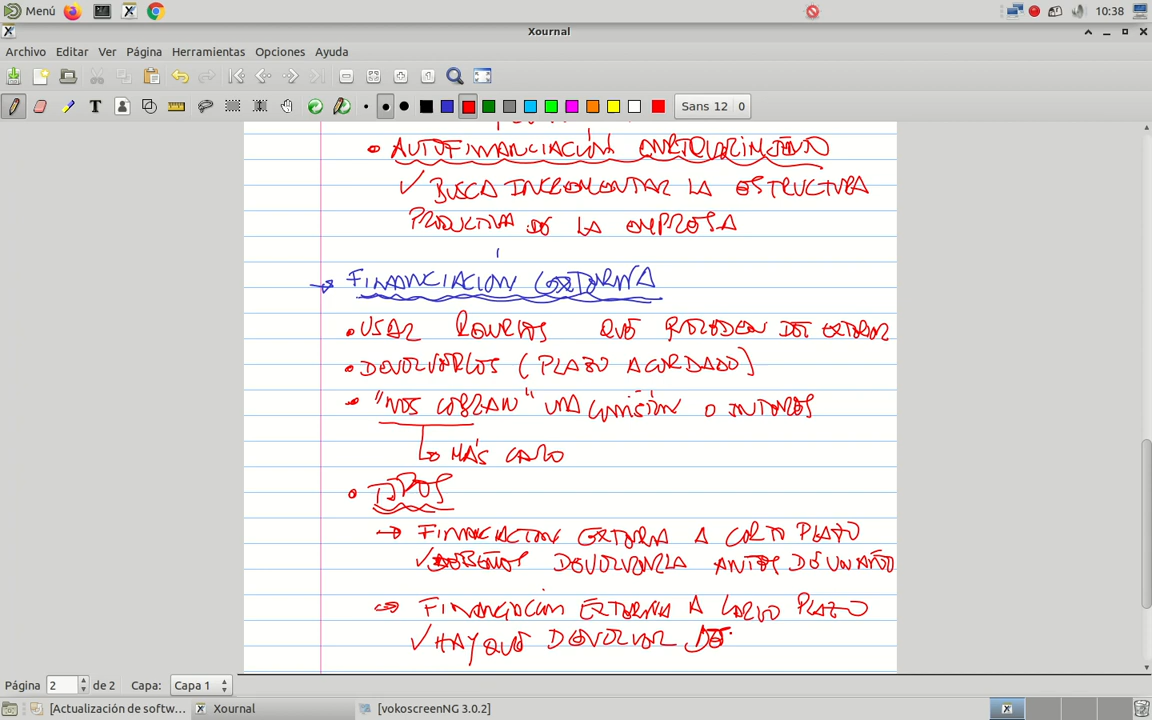 Menú 10:38
Xournal
Archivo Editar Ver Página Herramientas Opciones Ayuda
Sans 12 0
• AUTOFINANCIACIÓN ENRIQUECIMIENTO
✓ BUSCA INCREMENTAR LA ESTRUCTURA
PRODUCTIVA DE LA EMPRESA
→ FINANCIACIÓN EXTERNA
• USAR RECURSOS QUE PROCEDEN DEL EXTERIOR
• DEVOLVERLOS (PLAZO ACORDADO)
• "NOS COBRAN" UNA COMISIÓN O INTERÉS
↳ MÁS CARO
• TIPOS
→ FINANCIACIÓN EXTERNA A CORTO PLAZO
✓ DEBEMOS DEVOLVERLA ANTES DE UN AÑO
→ FINANCIACIÓN EXTERNA A LARGO PLAZO
✓ HAY QUE DEVOLVER DE
Página 2 de 2 Capa: Capa 1
[Actualización de softw... Xournal [vokoscreenNG 3.0.2]